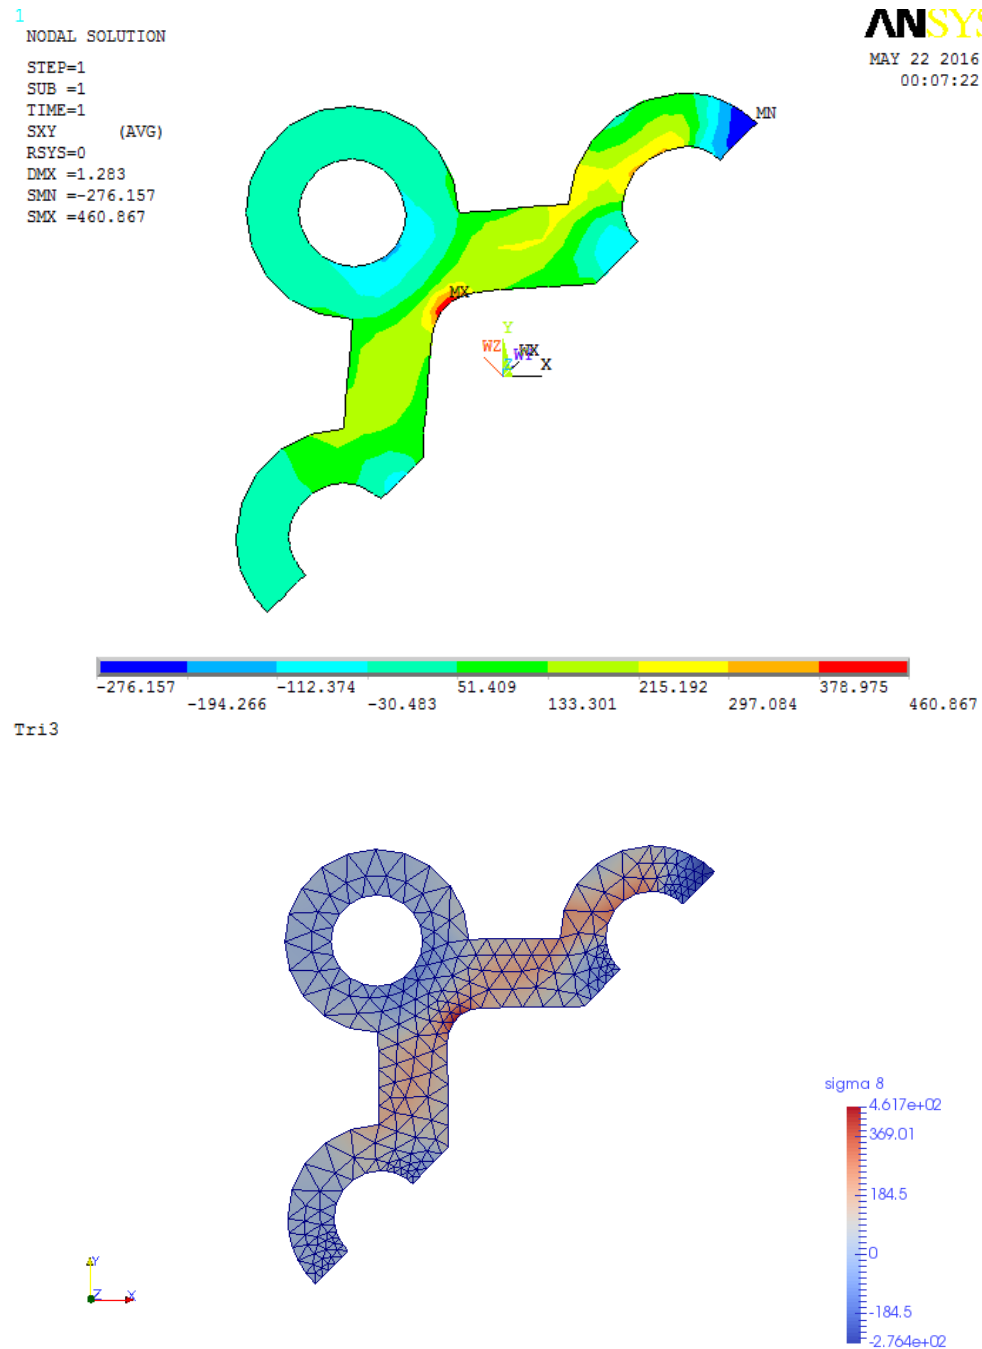 1
NODAL SOLUTION
ANSYS
MAY 22 2016
00:07:22
STEP=1
SUB =1
TIME=1
SXY (AVG)
RSYS=0
DMX =1.283
SMN =-276.157
SMX =460.867
MN
MX
Y
WZ
WX
Z
X
-276.157 -112.374 51.409 215.192 378.975
-194.266 -30.483 133.301 297.084 460.867
Tri3
sigma 8
4.617e+02
369.01
184.5
0
-184.5
-2.764e+02
Y
Z X